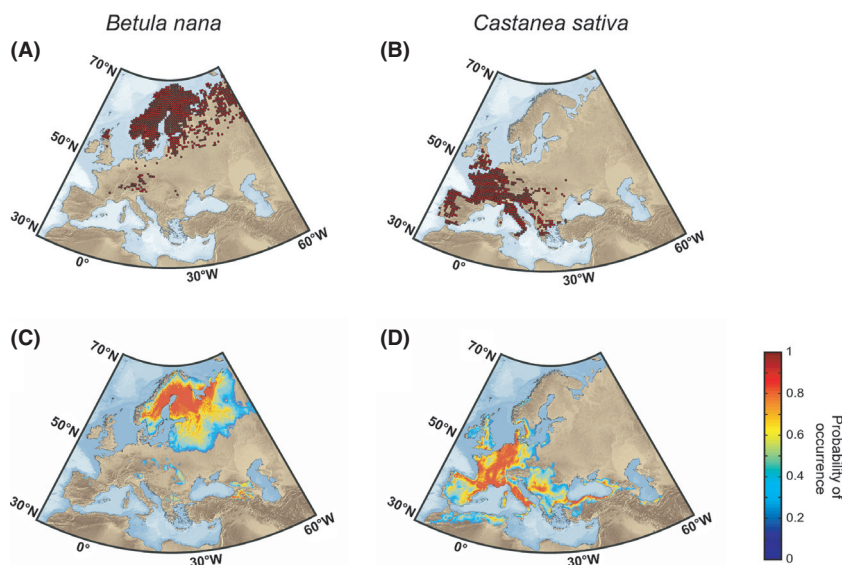 Betula nana
Castanea sativa
(A)
(B)
70°N
50°N
30°N
0°
30°W
60°W
70°N
50°N
30°N
0°
30°W
60°W
(C)
(D)
70°N
50°N
30°N
0°
30°W
60°W
70°N
50°N
30°N
0°
30°W
60°W
1
0.8
0.6
0.4
0.2
0
Probability of
occurrence